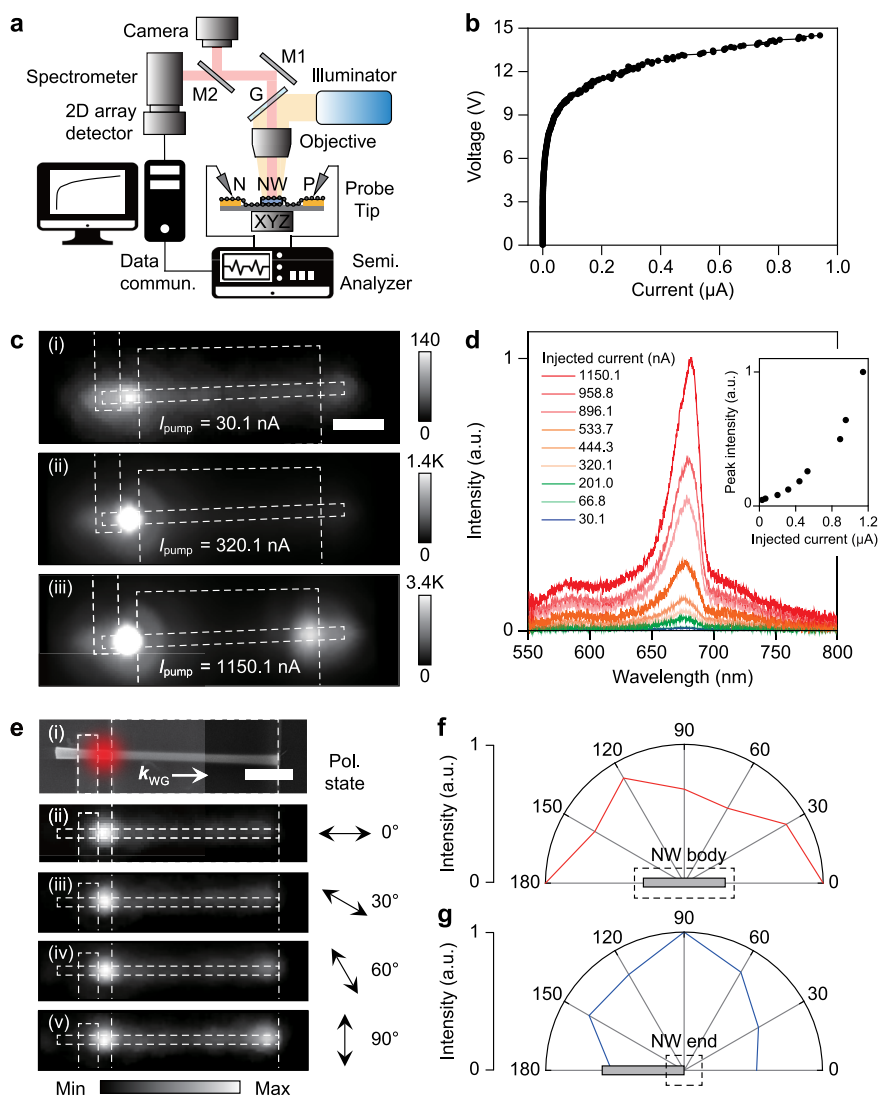 a
Camera
Spectrometer
M2
M1
G
Illuminator
2D array
detector
Objective
N
NW
P
Probe
Tip
XYZ
Data
commun.
Semi.
Analyzer
b
Voltage (V)
15
12
9
6
3
0
0.0 0.2 0.4 0.6 0.8 1.0
Current (μA)
c
(i)
Ipump = 30.1 nA
140
0
(ii)
Ipump = 320.1 nA
1.4K
0
(iii)
Ipump = 1150.1 nA
3.4K
0
d
Intensity (a.u.)
1
0
Injected current (nA)
1150.1
958.8
896.1
533.7
444.3
320.1
201.0
66.8
30.1
550 600 650 700 750 800
Wavelength (nm)
Peak intensity (a.u.)
1
0
0 0.4 0.8 1.2
Injected current (μA)
e
(i)
kWG
Pol.
state
(ii)
0°
(iii)
30°
(iv)
60°
(v)
90°
Min
Max
f
Intensity (a.u.)
1
0
180
150
120
90
60
30
0
NW body
g
Intensity (a.u.)
1
0
180
150
120
90
60
30
0
NW end